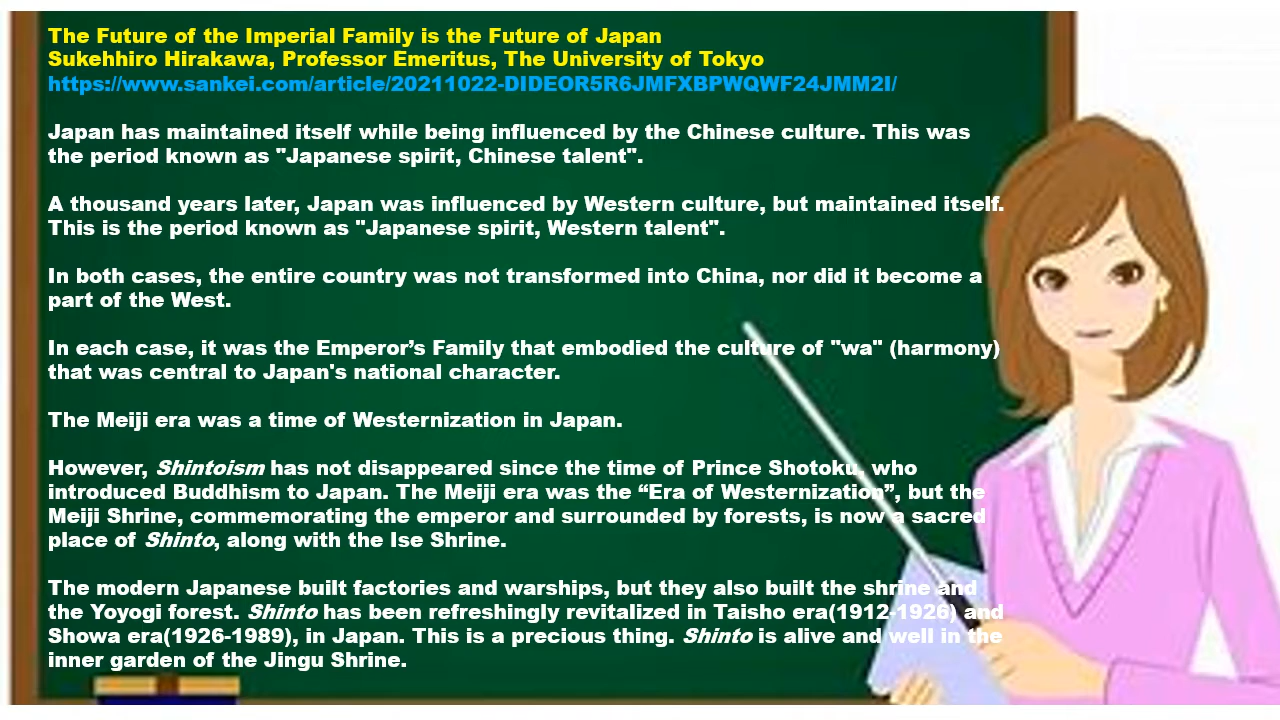 The Future of the Imperial Family is the Future of Japan
Sukehhiro Hirakawa, Professor Emeritus, The University of Tokyo
https://www.sankei.com/article/20211022-DIDEOR5R6JMFXBPWQWF24JMM2I/
Japan has maintained itself while being influenced by the Chinese culture. This was
the period known as "Japanese spirit, Chinese talent".
A thousand years later, Japan was influenced by Western culture, but maintained itself.
This is the period known as "Japanese spirit, Western talent".
In both cases, the entire country was not transformed into China, nor did it become a
part of the West.
In each case, it was the Emperor’s Family that embodied the culture of "wa" (harmony)
that was central to Japan's national character.
The Meiji era was a time of Westernization in Japan.
However, Shintoism has not disappeared since the time of Prince Shotoku, who
introduced Buddhism to Japan. The Meiji era was the “Era of Westernization”, but the
Meiji Shrine, commemorating the emperor and surrounded by forests, is now a sacred
place of Shinto, along with the Ise Shrine.
The modern Japanese built factories and warships, but they also built the shrine and
the Yoyogi forest. Shinto has been refreshingly revitalized in Taisho era(1912-1926) and
Showa era(1926-1989), in Japan. This is a precious thing. Shinto is alive and well in the
inner garden of the Jingu Shrine.